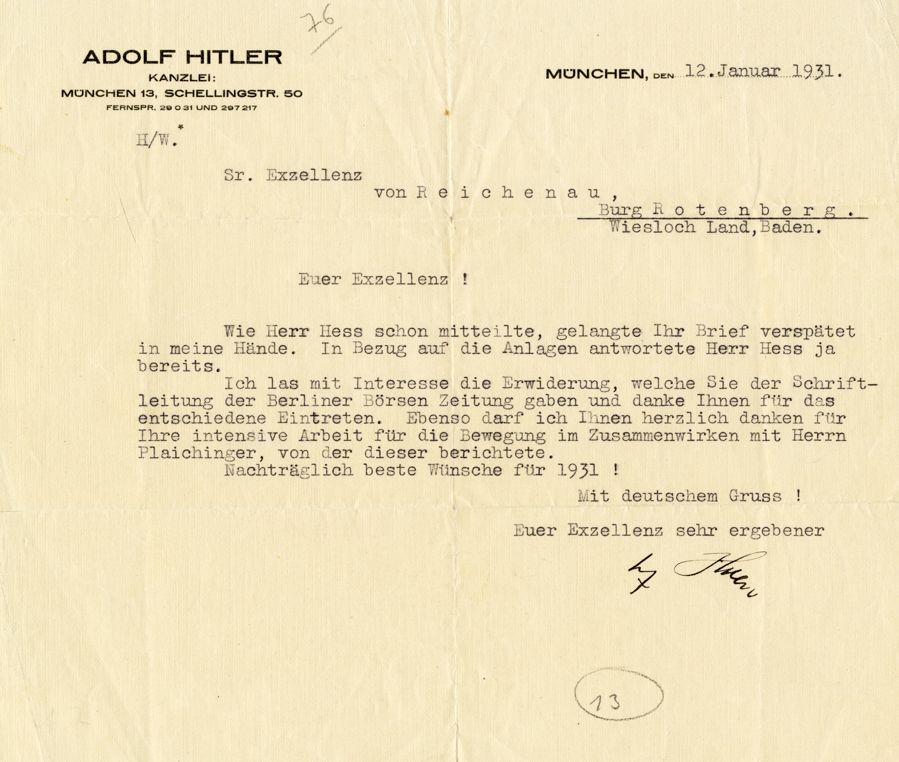 76
ADOLF HITLER
KANZLEI:
MÜNCHEN 13, SCHELLINGSTR. 50
FERNSPR. 29031 UND 297217
MÜNCHEN, DEN 12.Januar 1931.
H/W.*
Sr. Exzellenz
von R e i c h e n a u ,
Burg R o t e n b e r g .
Wiesloch Land,Baden.
Euer Exzellenz !
Wie Herr Hess schon mitteilte, gelangte Ihr Brief verspätet
in meine Hände. In Bezug auf die Anlagen antwortete Herr Hess ja
bereits.
Ich las mit Interesse die Erwiderung, welche Sie der Schrift-
leitung der Berliner Börsen Zeitung gaben und danke Ihnen für das
entschiedene Eintreten. Ebenso darf ich Ihnen herzlich danken für
Ihre intensive Arbeit für die Bewegung im Zusammenwirken mit Herrn
Plaichinger, von der dieser berichtete.
Nachträglich beste Wünsche für 1931 !
Mit deutschem Gruss !
Euer Exzellenz sehr ergebener
13